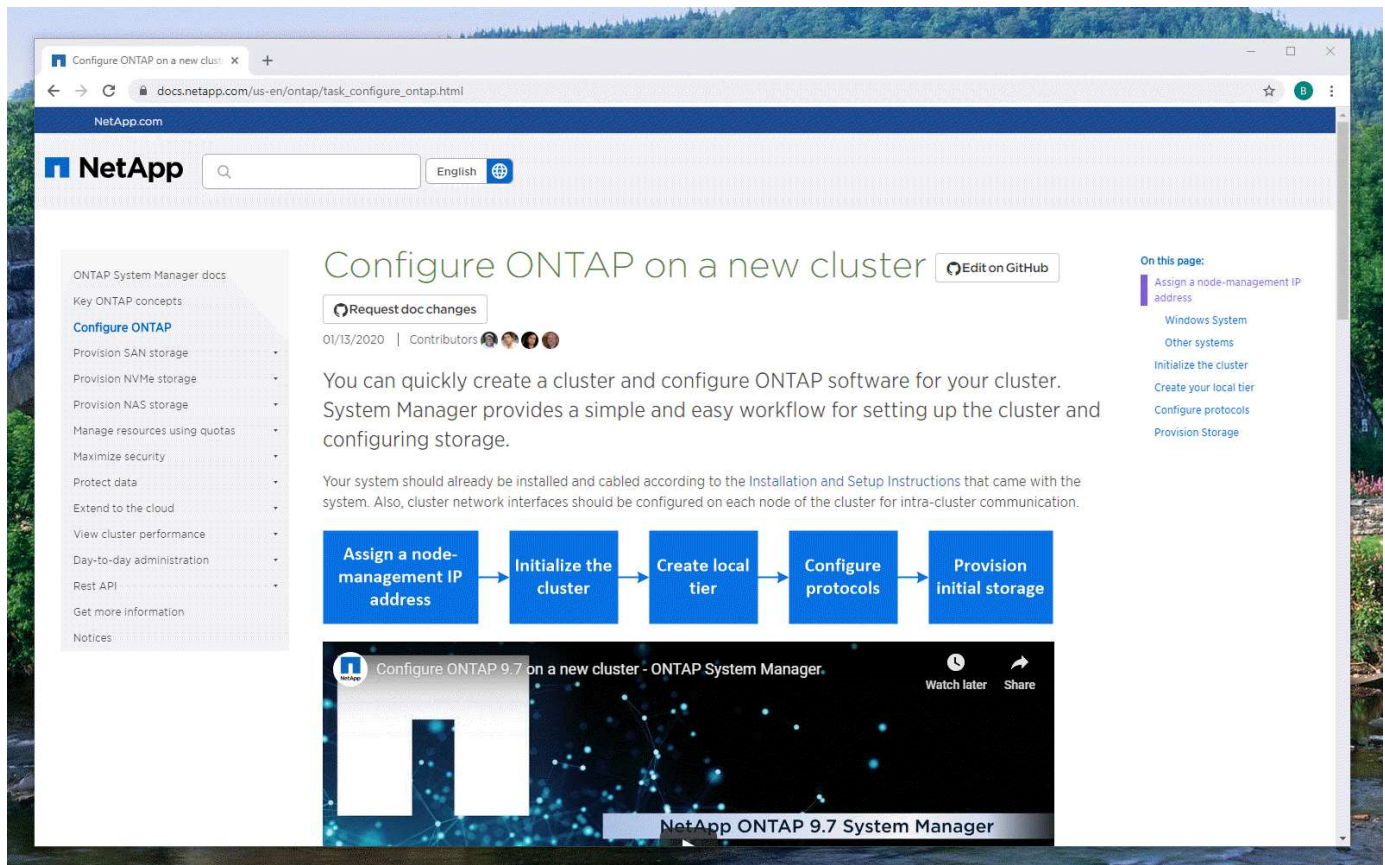 Configure ONTAP on a new clust
docs.netapp.com/us-en/ontap/task_configure_ontap.html
B
NetApp.com
NetApp
English
ONTAP System Manager docs
Key ONTAP concepts
Configure ONTAP
Provision SAN storage
Provision NVMe storage
Provision NAS storage
Manage resources using quotas
Maximize security
Protect data
Extend to the cloud
View cluster performance
Day-to-day administration
Rest API
Get more information
Notices
Configure ONTAP on a new cluster
Edit on GitHub
Request doc changes
01/13/2020 | Contributors
You can quickly create a cluster and configure ONTAP software for your cluster.
System Manager provides a simple and easy workflow for setting up the cluster and
configuring storage.
Your system should already be installed and cabled according to the Installation and Setup Instructions that came with the
system. Also, cluster network interfaces should be configured on each node of the cluster for intra-cluster communication.
Assign a node-
management IP
address
Initialize the
cluster
Create local
tier
Configure
protocols
Provision
initial storage
NetApp
Configure ONTAP 9.7 on a new cluster - ONTAP System Manager
Watch later
Share
NetApp ONTAP 9.7 System Manager
On this page:
Assign a node-management IP
address
Windows System
Other systems
Initialize the cluster
Create your local tier
Configure protocols
Provision Storage